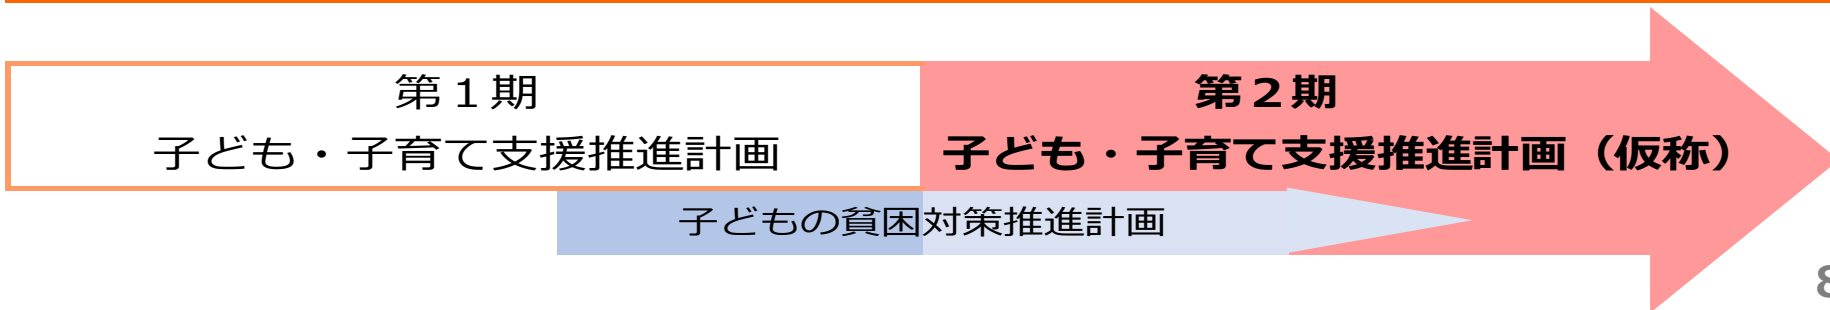 第１期
子ども・子育て支援推進計画
第２期
子ども・子育て支援推進計画（仮称）
子どもの貧困対策推進計画
8